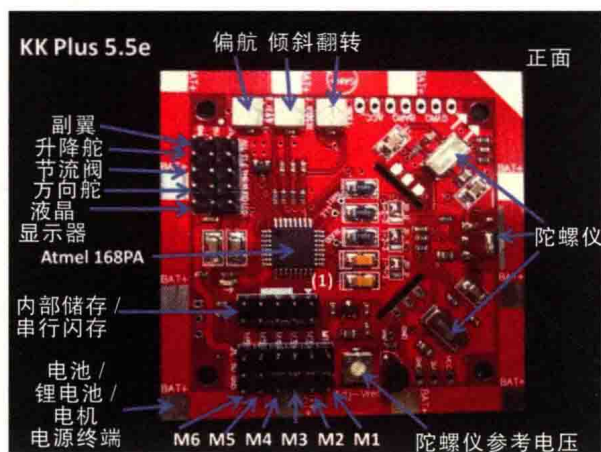 KK Plus 5.5e
偏航 倾斜 翻转
正面
副翼
升降舵
节流阀
方向舵
液晶
显示器
Atmel 168PA
陀螺仪
(1)
内部储存 /
串行闪存
电池 /
锂电池 /
电机
电源终端
M6 M5 M4 M3 M2 M1
陀螺仪参考电压
BAT+
BAT+
BAT+
BAT+
BAT+
BAT+